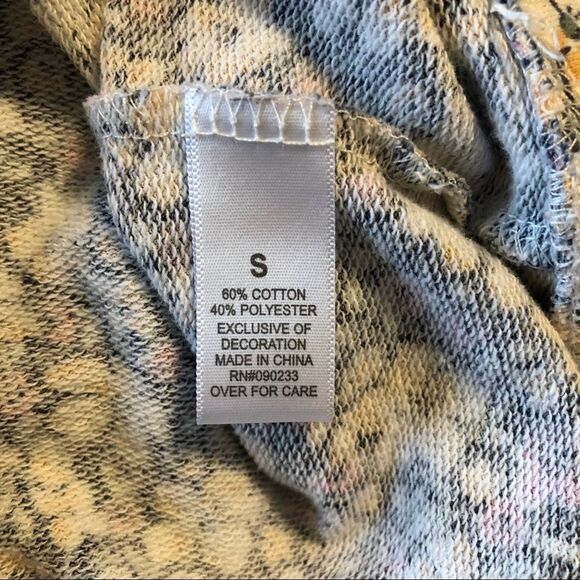 S
60% COTTON
40% POLYESTER
EXCLUSIVE OF
DECORATION
MADE IN CHINA
RN#090233
OVER FOR CARE